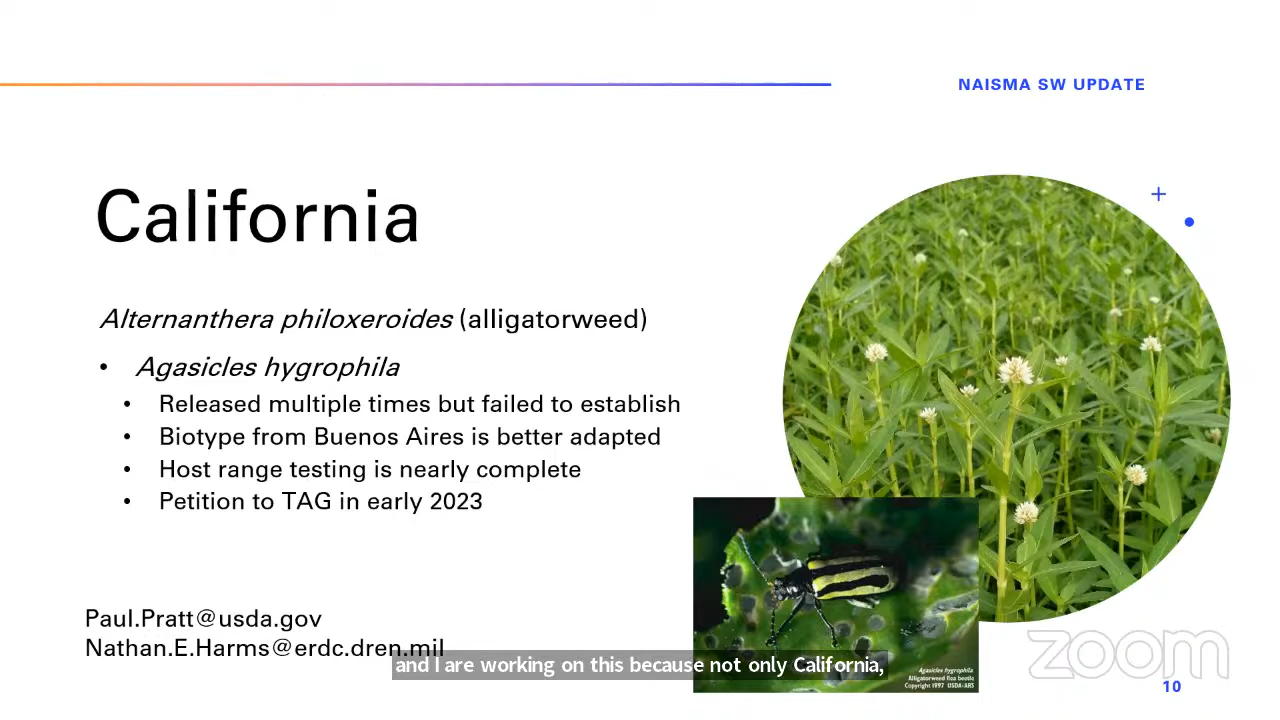 NAISMA SW UPDATE
California
Alternanthera philoxeroides (alligatorweed)
• Agasicles hygrophila
• Released multiple times but failed to establish
• Biotype from Buenos Aires is better adapted
• Host range testing is nearly complete
• Petition to TAG in early 2023
Paul.Pratt@usda.gov
Nathan.E.Harms@erdc.dren.mil
and I are working on this because not only California,
Agasicles hygrophila
Alligatorweed flea beetle
Copyright 1997 USDA-ARS
zoom
10